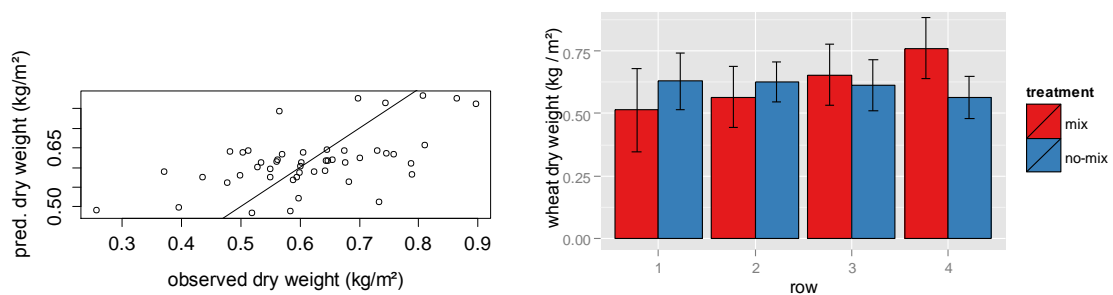 pred. dry weight (kg/m²)
0.65
0.50
0.3 0.4 0.5 0.6 0.7 0.8 0.9
observed dry weight (kg/m²)
wheat dry weight (kg / m²)
0.75
0.50
0.25
0.00
1 2 3 4
row
treatment
mix
no-mix